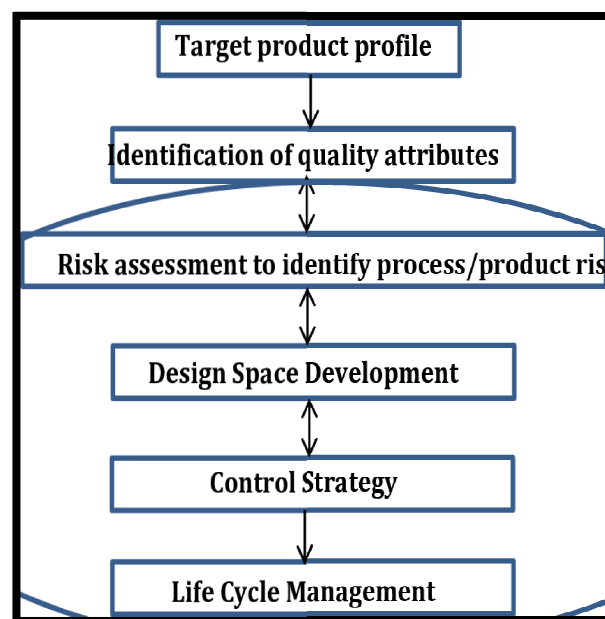 Target product profile
Identification of quality attributes
Risk assessment to identify process/product ris
Design Space Development
Control Strategy
Life Cycle Management